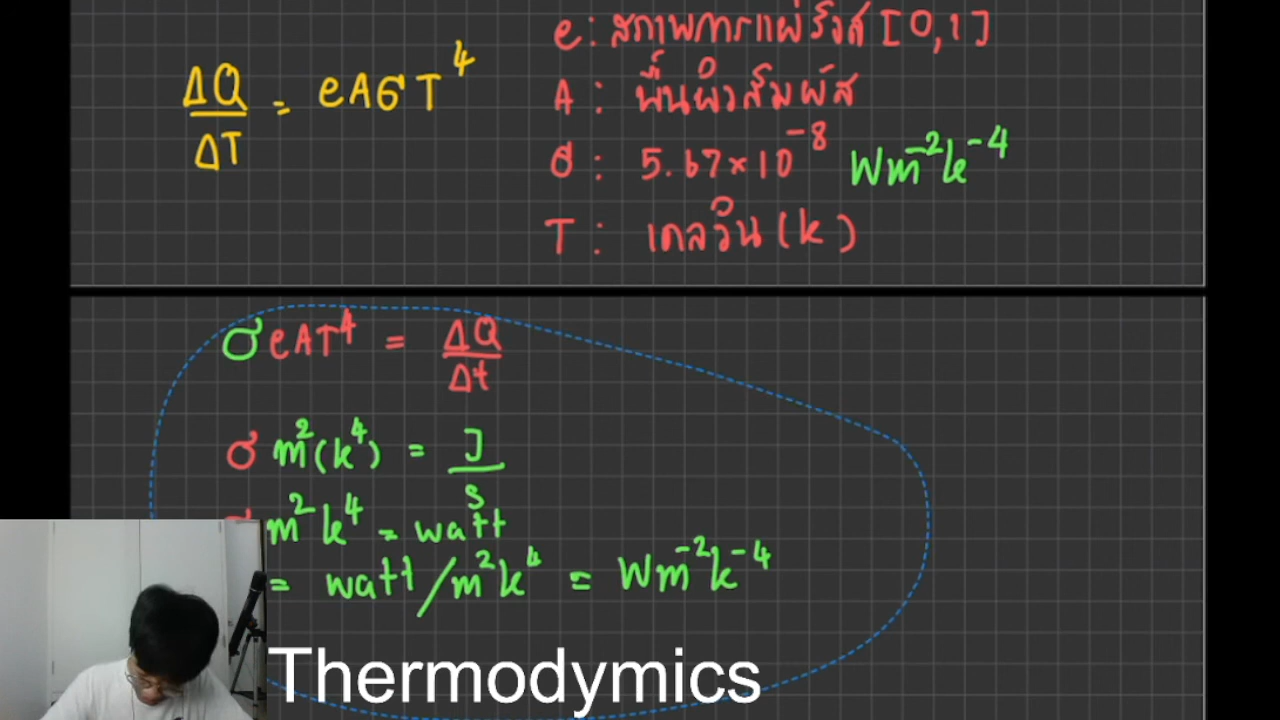 e : สภาพการแผ่รังสี [0,1]
ΔQ/ΔT = eAσT⁴
A : พื้นผิวสัมผัส
σ : 5.67×10⁻⁸ Wm⁻²k⁻⁴
T : เคลวิน (k)
σeAT⁴ = ΔQ/Δt
σ m²(k⁴) = J/s
m²k⁴ = watt
= watt/m²k⁴ = Wm⁻²k⁻⁴
Thermodymics